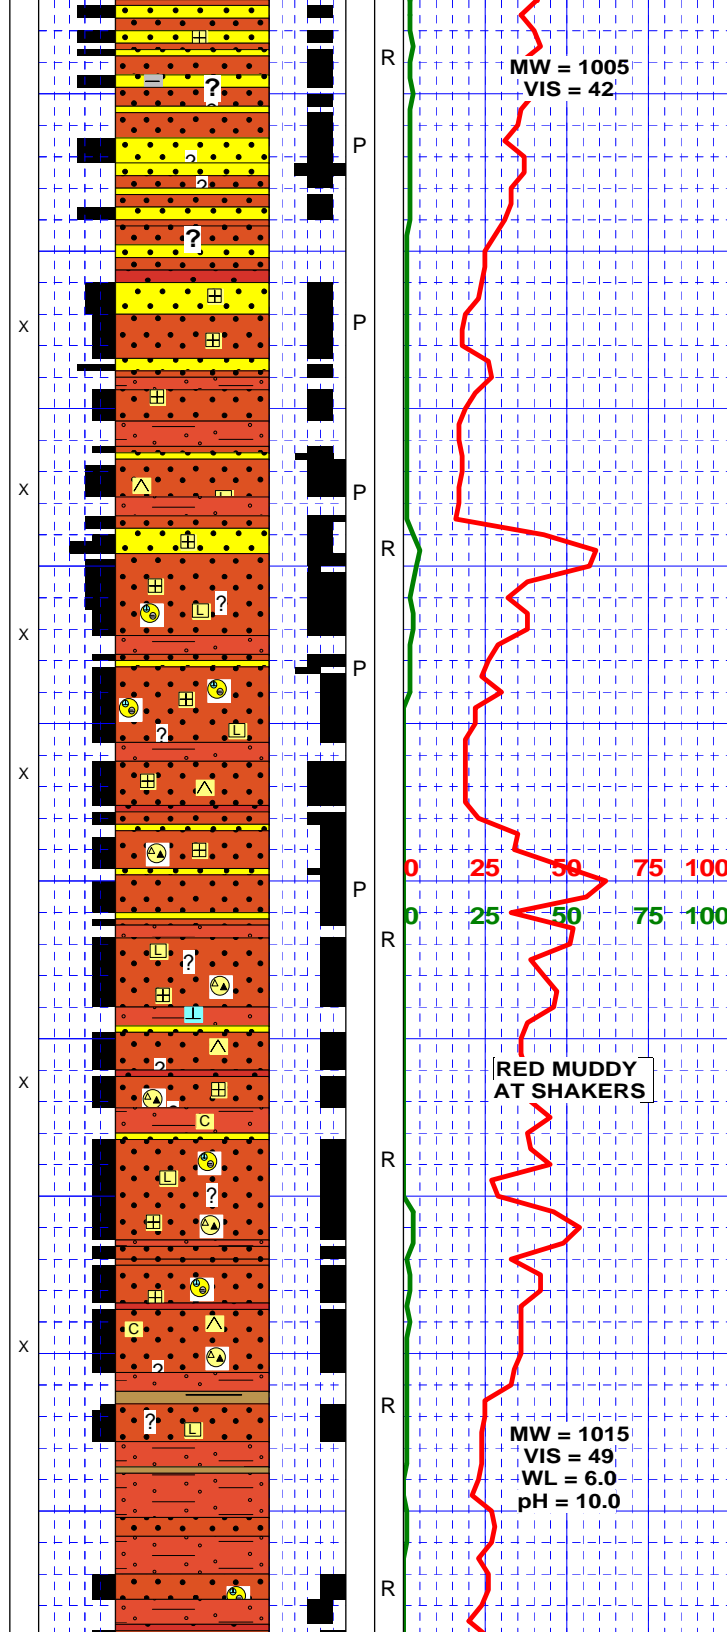 R
MW = 1005
VIS = 42
?
P
?
?
?
X
P
X
P
R
?
L
X
P
L
?
X
0 25 50 75 100
P
0 25 50 75 100
R
L
?
?
RED MUDDY
AT SHAKERS
X
C
R
L
?
C
X
?
R
?
L
MW = 1015
VIS = 49
WL = 6.0
pH = 10.0
R